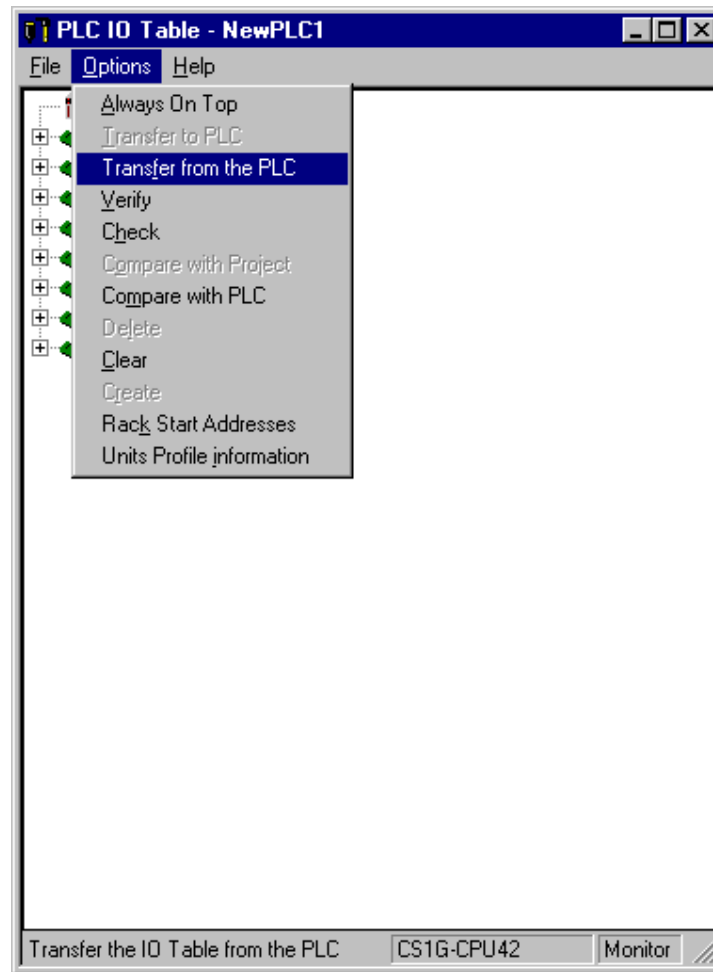 PLC IO Table - NewPLC1
File Options Help
Always On Top
Transfer to PLC
Transfer from the PLC
Verify
Check
Compare with Project
Compare with PLC
Delete
Clear
Create
Rack Start Addresses
Units Profile information
Transfer the IO Table from the PLC CS1G-CPU42 Monitor